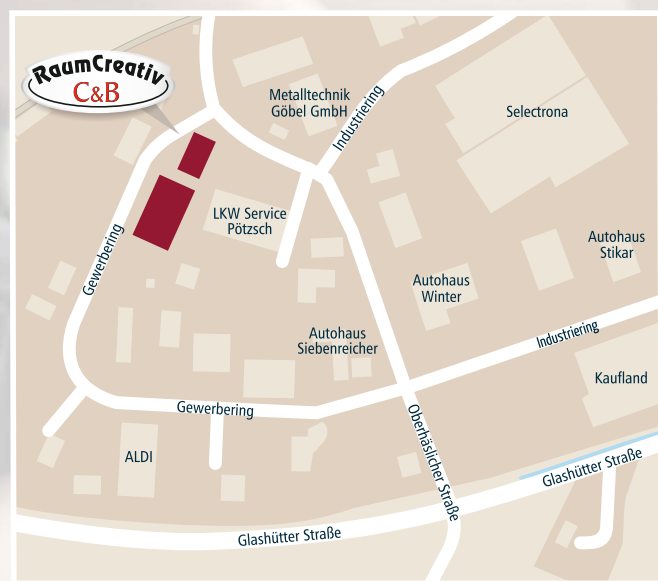 RaumCreativ
C&B
Metalltechnik
Göbel GmbH
Industriering
Selectrona
LKW Service
Pötzsch
Gewerbering
Autohaus
Stikar
Autohaus
Winter
Autohaus
Siebenreicher
Industriering
Kaufland
Gewerbering
Oberhäslicher Straße
ALDI
Glashütter Straße
Glashütter Straße